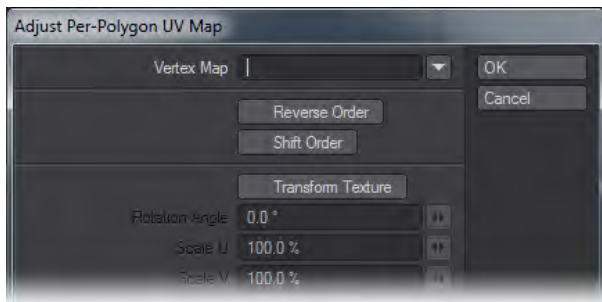 Adjust Per-Polygon UV Map
Vertex Map
OK
Cancel
Reverse Order
Shift Order
Transform Texture
Rotation Angle 0.0 °
Scale U 100.0 %
Scale V 100.0 %